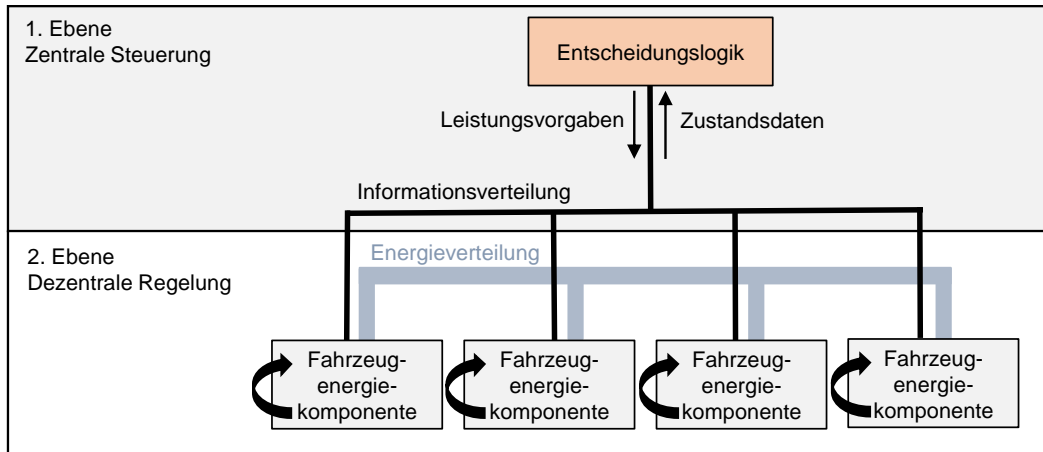 1. Ebene
Zentrale Steuerung
Entscheidungslogik
Leistungsvorgaben
Zustandsdaten
Informationsverteilung
2. Ebene
Dezentrale Regelung
Energieverteilung
Fahrzeug-
energie-
komponente
Fahrzeug-
energie-
komponente
Fahrzeug-
energie-
komponente
Fahrzeug-
energie-
komponente